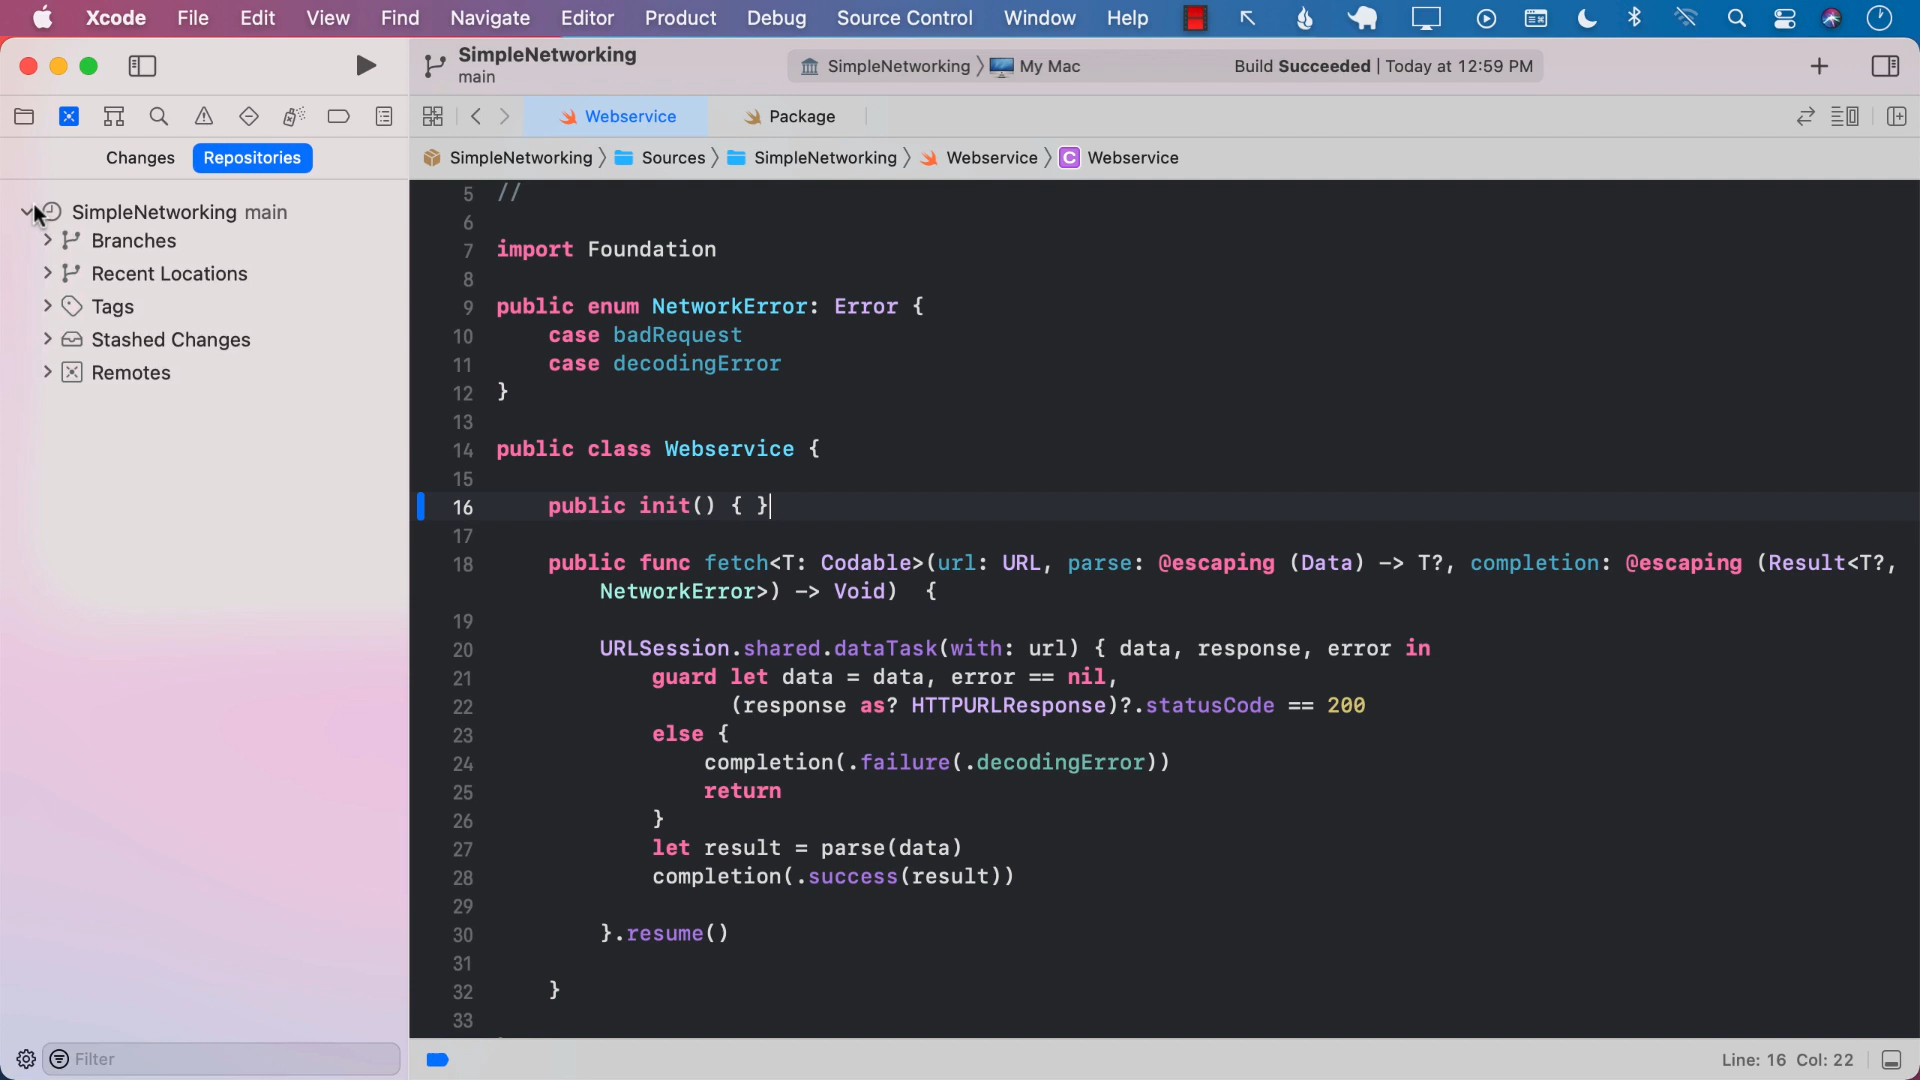 Xcode File Edit View Find Navigate Editor Product Debug Source Control Window Help
SimpleNetworking
main
SimpleNetworking My Mac
Build Succeeded | Today at 12:59 PM
Webservice
Package
Changes Repositories
SimpleNetworking Sources SimpleNetworking Webservice C Webservice
SimpleNetworking main
Branches
Recent Locations
Tags
Stashed Changes
Remotes
5 //
6
7 import Foundation
8
9 public enum NetworkError: Error {
10 case badRequest
11 case decodingError
12 }
13
14 public class Webservice {
15
16 public init() { }
17
18 public func fetch<T: Codable>(url: URL, parse: @escaping (Data) -> T?, completion: @escaping (Result<T?,
NetworkError>) -> Void)  {
19
20 URLSession.shared.dataTask(with: url) { data, response, error in
21 guard let data = data, error == nil,
22 (response as? HTTPURLResponse)?.statusCode == 200
23 else {
24 completion(.failure(.decodingError))
25 return
26 }
27 let result = parse(data)
28 completion(.success(result))
29
30 }.resume()
31
32 }
33
Filter
Line: 16 Col: 22